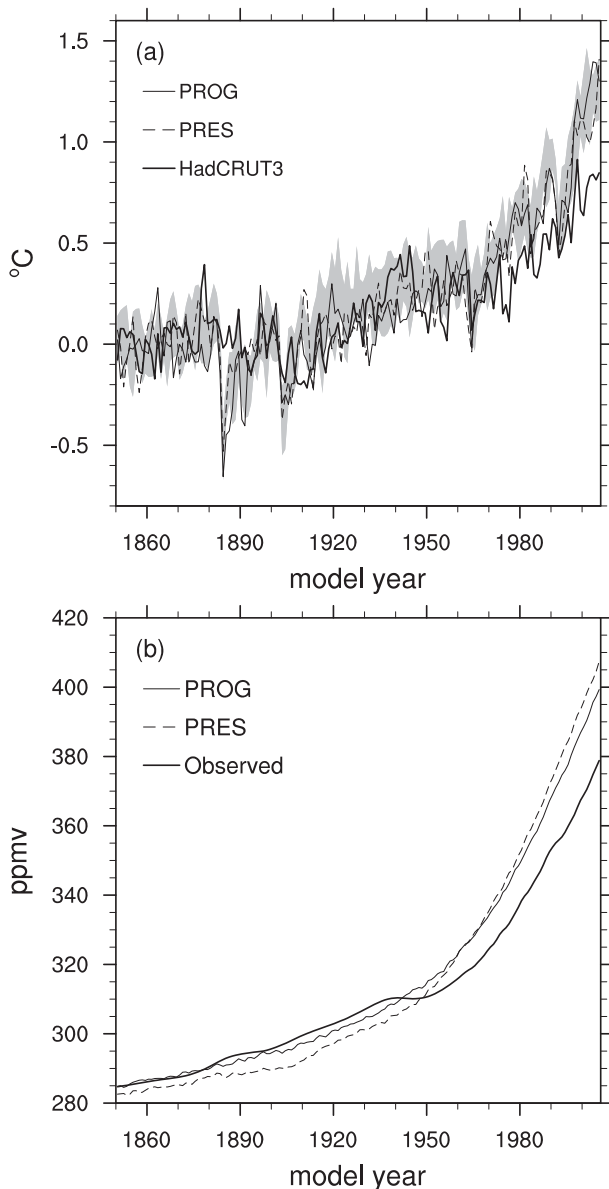 (a)
PROG
PRES
HadCRUT3
1.5
1.0
0.5
0.0
-0.5
°C
1860 1890 1920 1950 1980
model year
(b)
PROG
PRES
Observed
420
400
380
360
340
320
300
280
ppmv
1860 1890 1920 1950 1980
model year